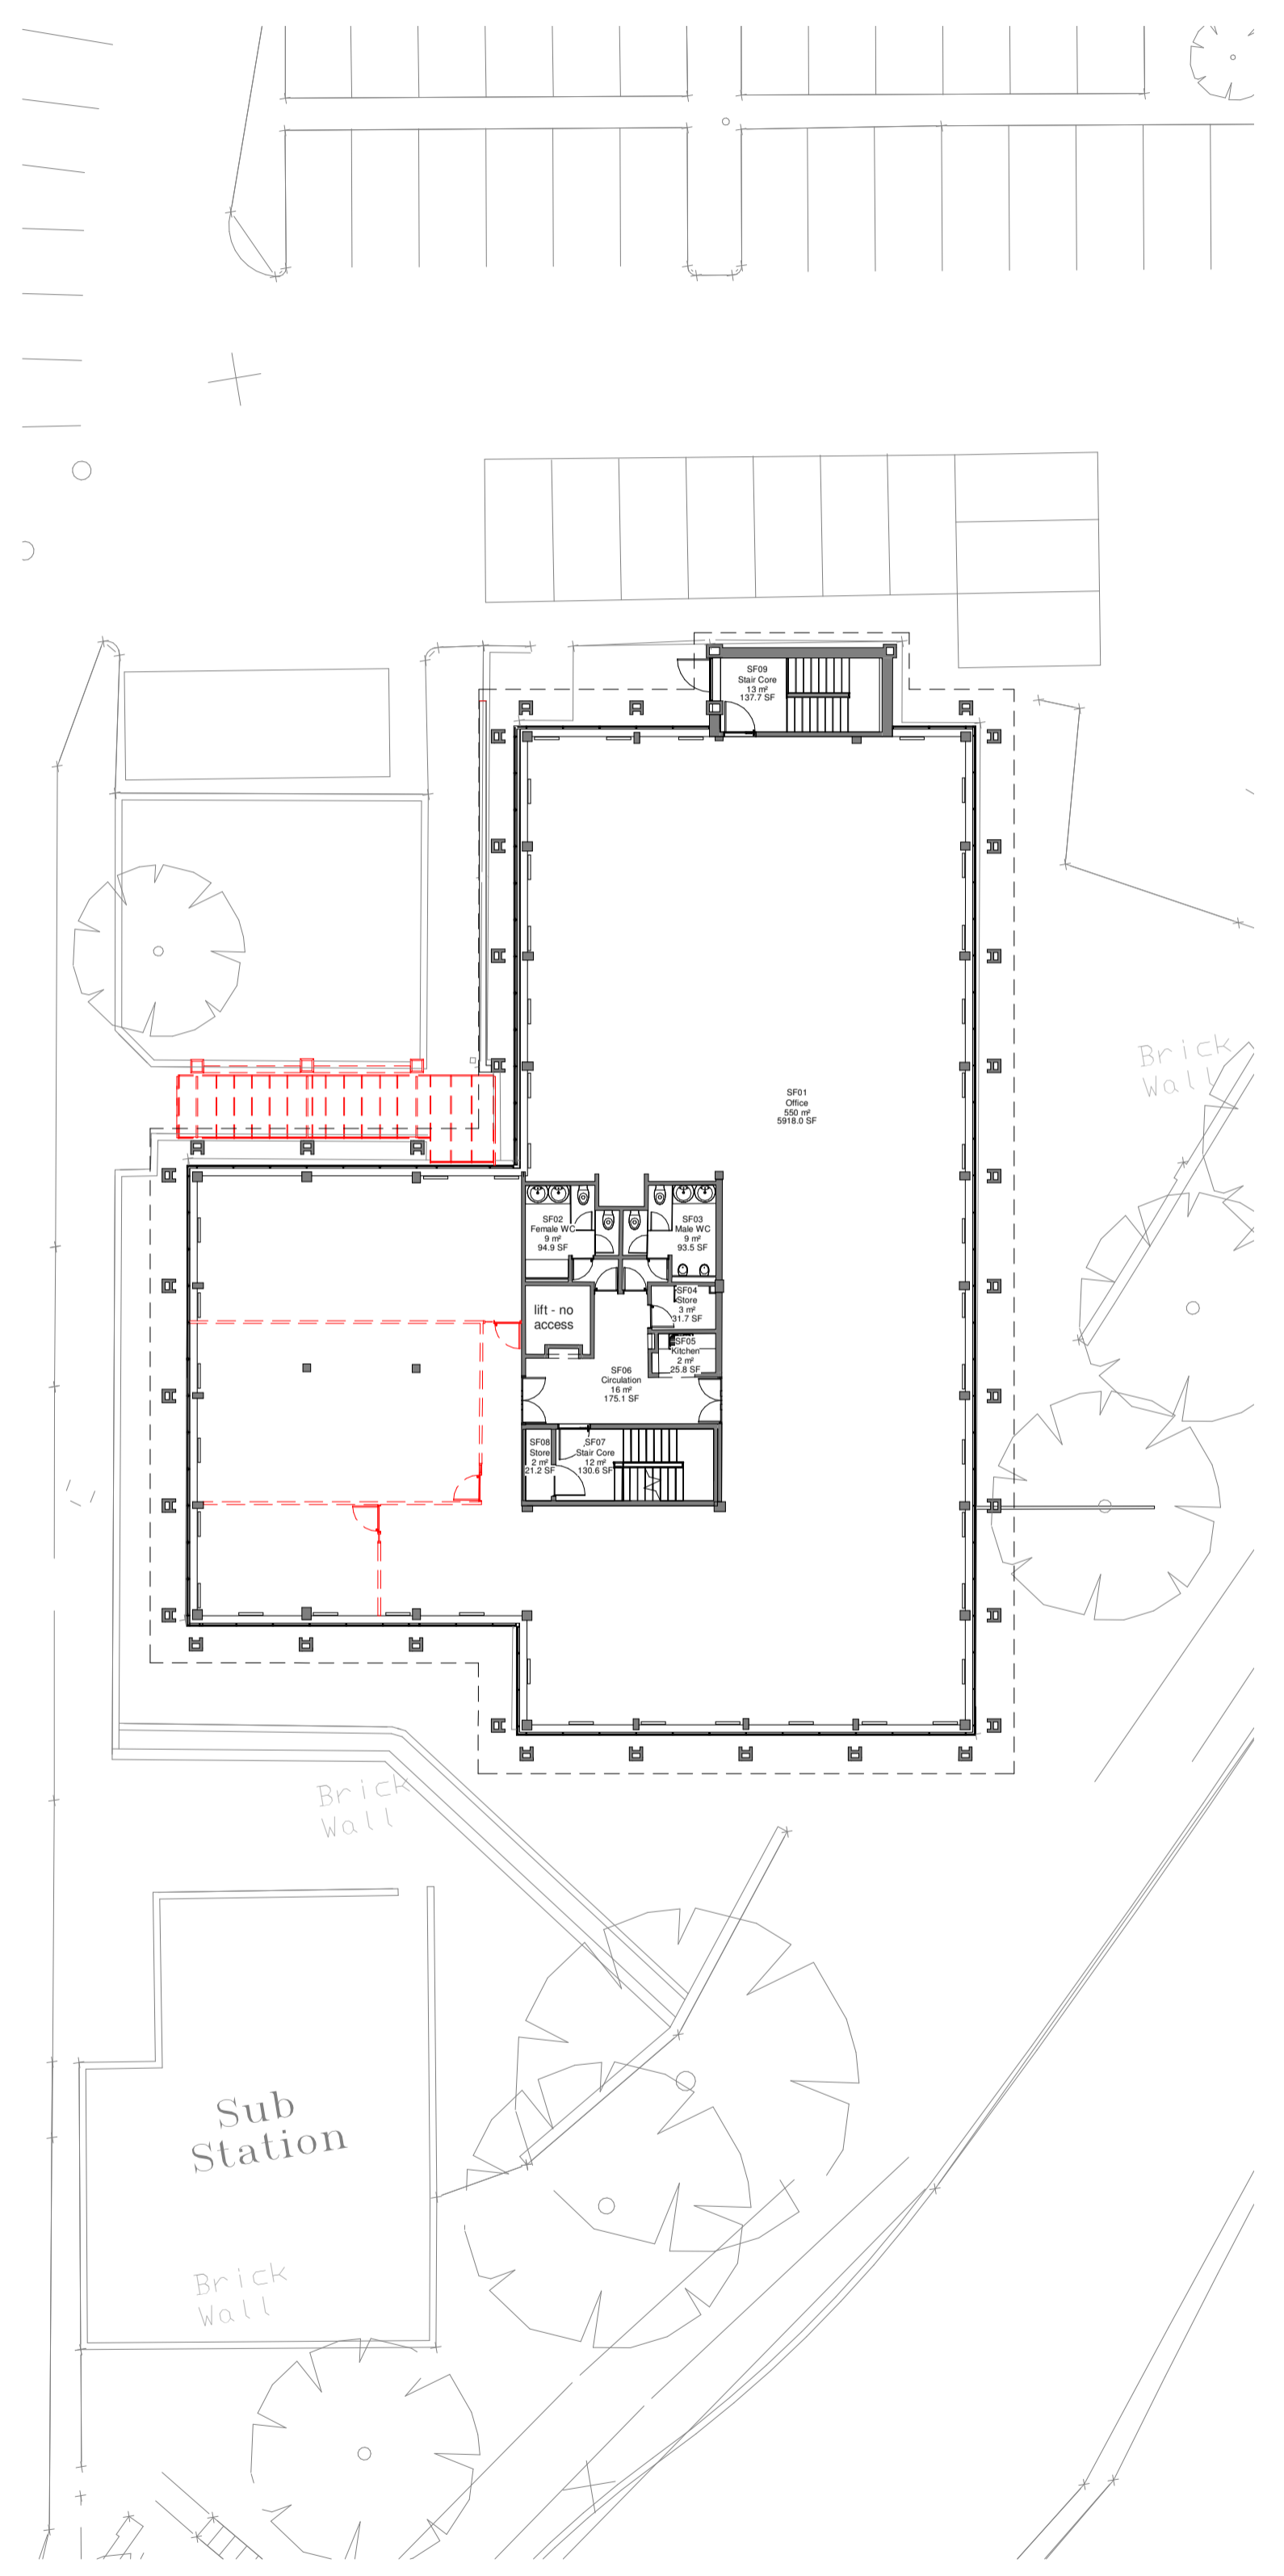 SF09
Stair Core
13 m²
137.7 SF
Brick
Wall
SF01
Office
550 m²
5918.0 SF
SF02
Female WC
9 m²
94.9 SF
SF03
Male WC
9 m²
93.5 SF
SF04
Store
3 m²
31.7 SF
lift - no
access
SF05
Kitchen
2 m²
25.8 SF
SF06
Circulation
16 m²
175.1 SF
SF08
Store
2 m²
21.2 SF
SF07
Stair Core
12 m²
130.6 SF
Brick
Wall
Sub
Station
Brick
Wall